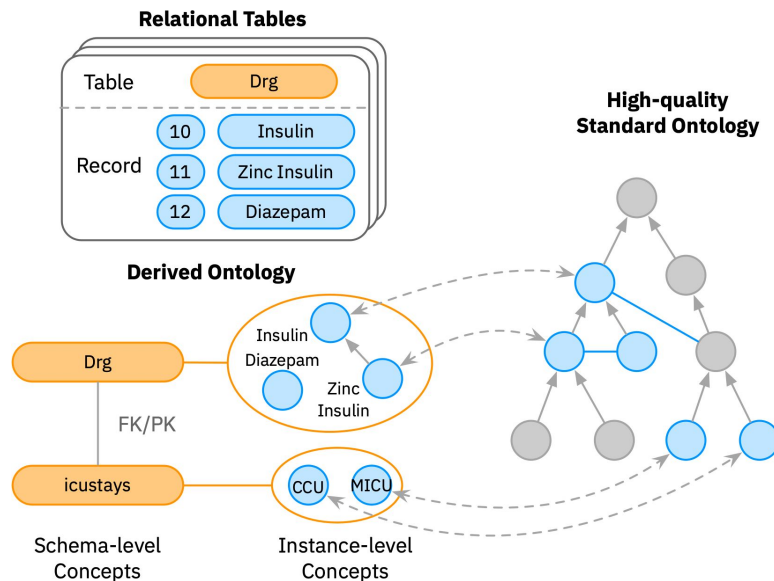 Relational Tables
Table
Drg
Record
10
Insulin
11
Zinc Insulin
12
Diazepam
High-quality
Standard Ontology
Derived Ontology
Drg
Insulin
Diazepam
Zinc
Insulin
FK/PK
icustays
CCU
MICU
Schema-level
Concepts
Instance-level
Concepts